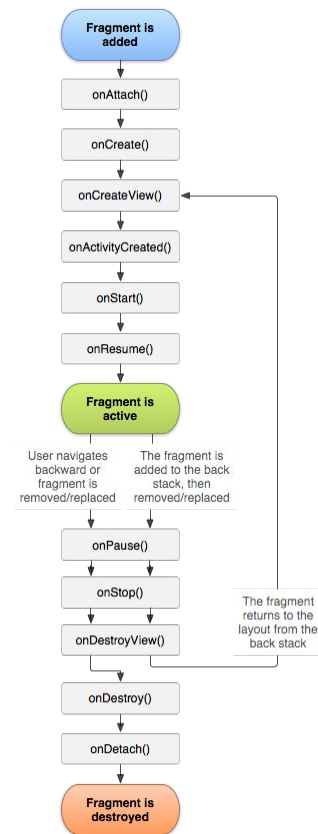 Fragment is
added
onAttach()
onCreate()
onCreateView()
onActivityCreated()
onStart()
onResume()
Fragment is
active
User navigates
backward or
fragment is
removed/replaced
The fragment is
added to the back
stack, then
removed/replaced
onPause()
onStop()
onDestroyView()
The fragment
returns to the
layout from the
back stack
onDestroy()
onDetach()
Fragment is
destroyed